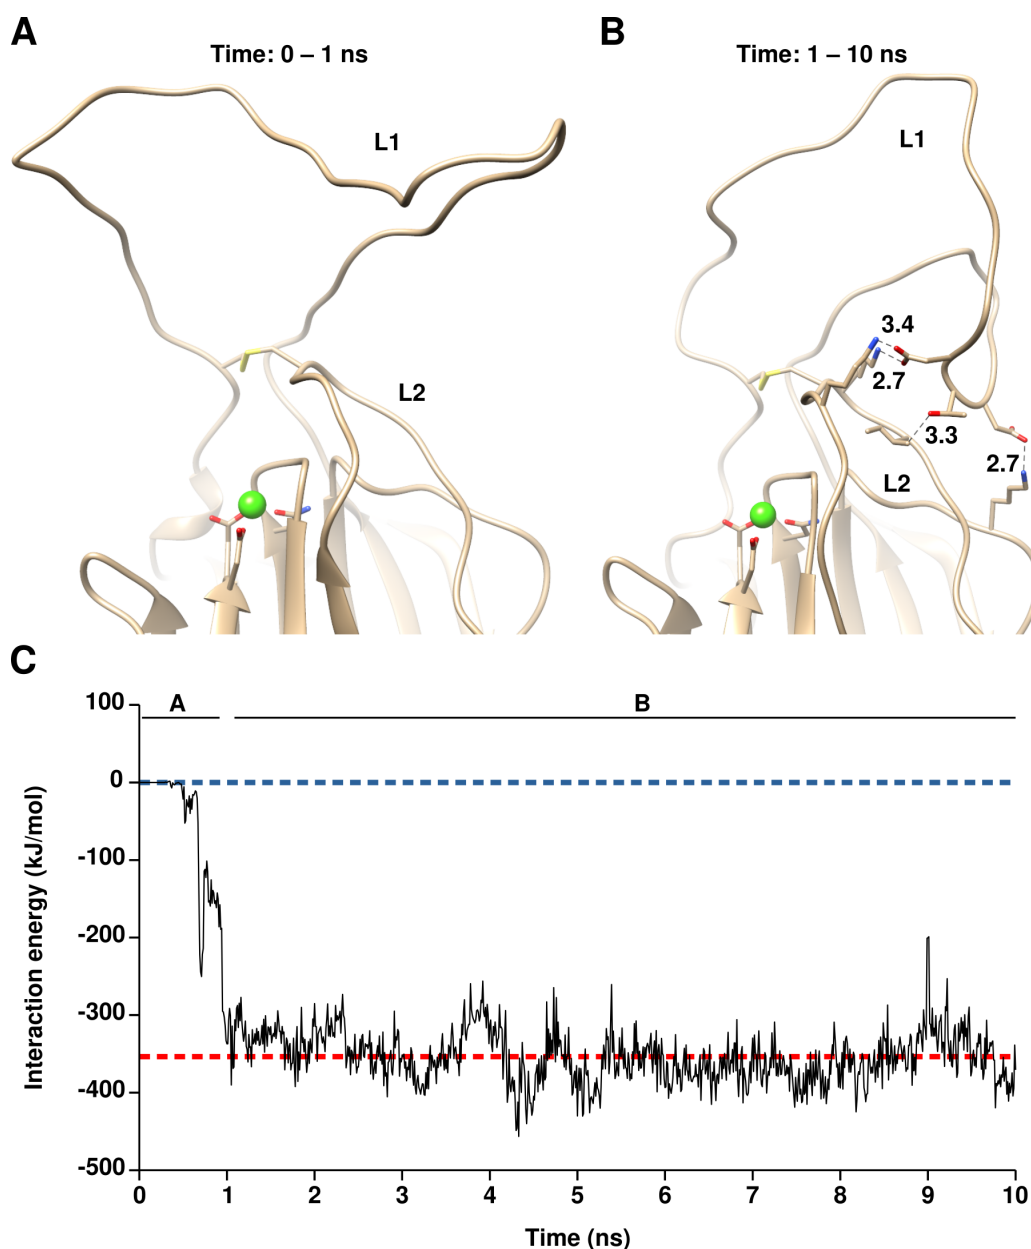 A
B
Time: 0 – 1 ns
Time: 1 – 10 ns
L1
L1
3.4
2.7
L2
3.3
2.7
L2
C
100
A
B
0
-100
-200
-300
-400
-500
Interaction energy (kJ/mol)
0 1 2 3 4 5 6 7 8 9 10
Time (ns)